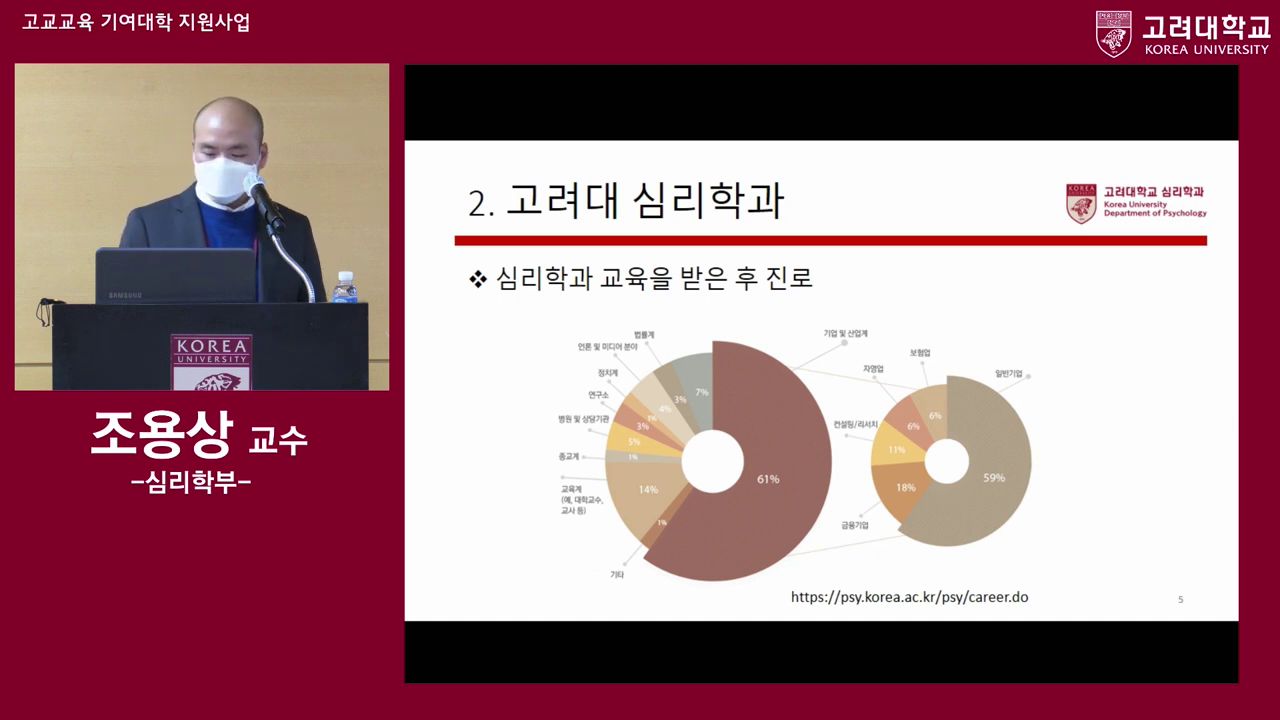 고교교육 기여대학 지원사업
고려대학교
KOREA UNIVERSITY
SAMSUNG
KOREA
UNIVERSITY
조용상 교수
-심리학부-
2. 고려대 심리학과
KOREA
고려대학교 심리학과
Korea University
Department of Psychology
❖ 심리학과 교육을 받은 후 진로
법률계
언론 및 미디어 분야
정치계
연구소
병원 및 상담기관
종교계
교육계
(예, 대학교수,
교사 등)
기타
7%
3%
4%
1%
3%
5%
1%
14%
1%
61%
기업 및 산업계
보험업
자영업
일반기업
컨설팅/리서치
금융기업
6%
6%
11%
18%
59%
https://psy.korea.ac.kr/psy/career.do
5